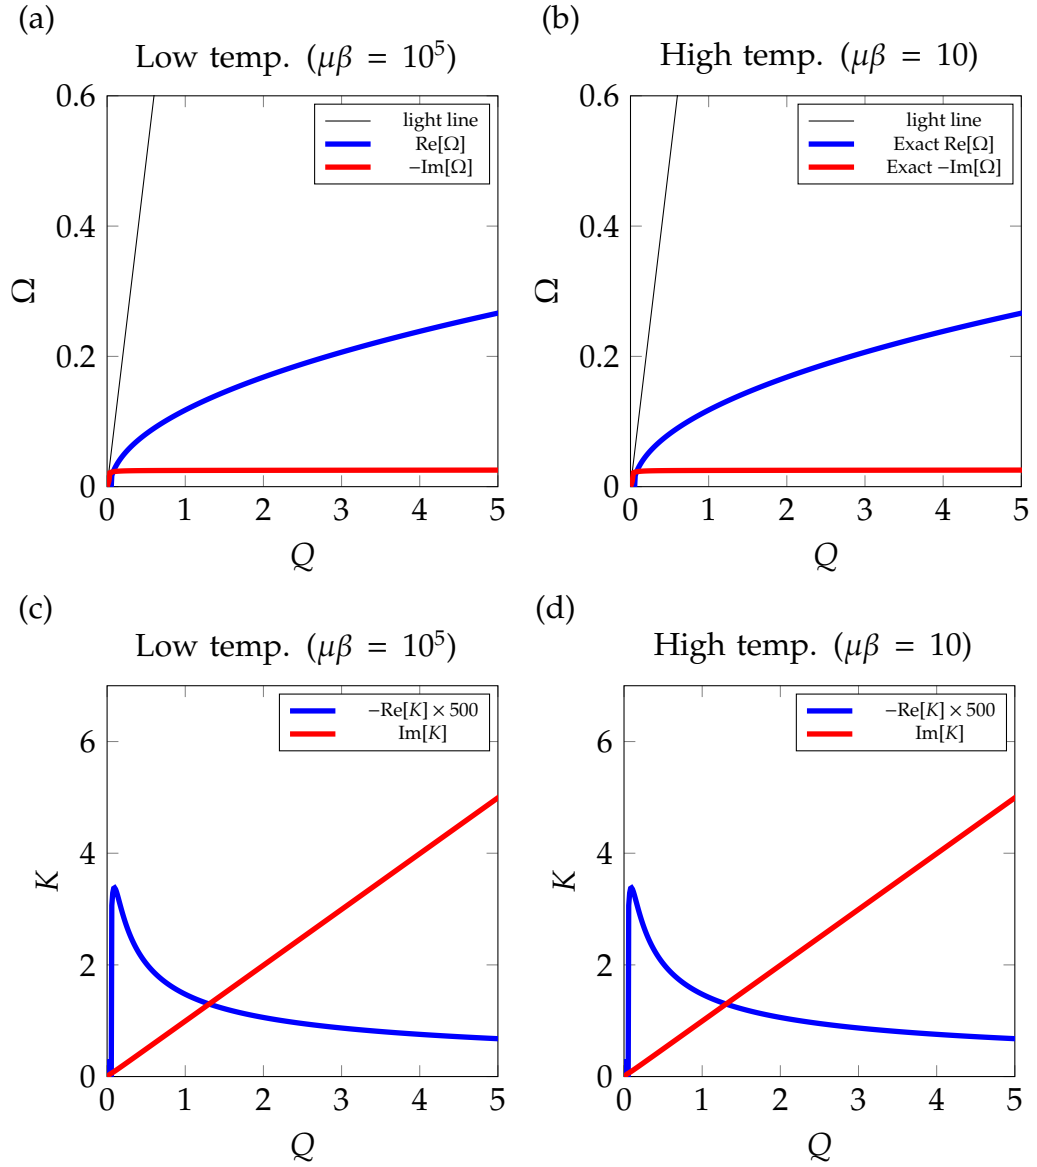 (a)
Low temp. (μβ = 10⁵)
0.6
0.4
0.2
0
Ω
light line
Re[Ω]
−Im[Ω]
0 1 2 3 4 5
Q
(b)
High temp. (μβ = 10)
0.6
0.4
0.2
0
Ω
light line
Exact Re[Ω]
Exact −Im[Ω]
0 1 2 3 4 5
Q
(c)
Low temp. (μβ = 10⁵)
6
4
2
0
K
−Re[K] × 500
Im[K]
0 1 2 3 4 5
Q
(d)
High temp. (μβ = 10)
6
4
2
0
K
−Re[K] × 500
Im[K]
0 1 2 3 4 5
Q